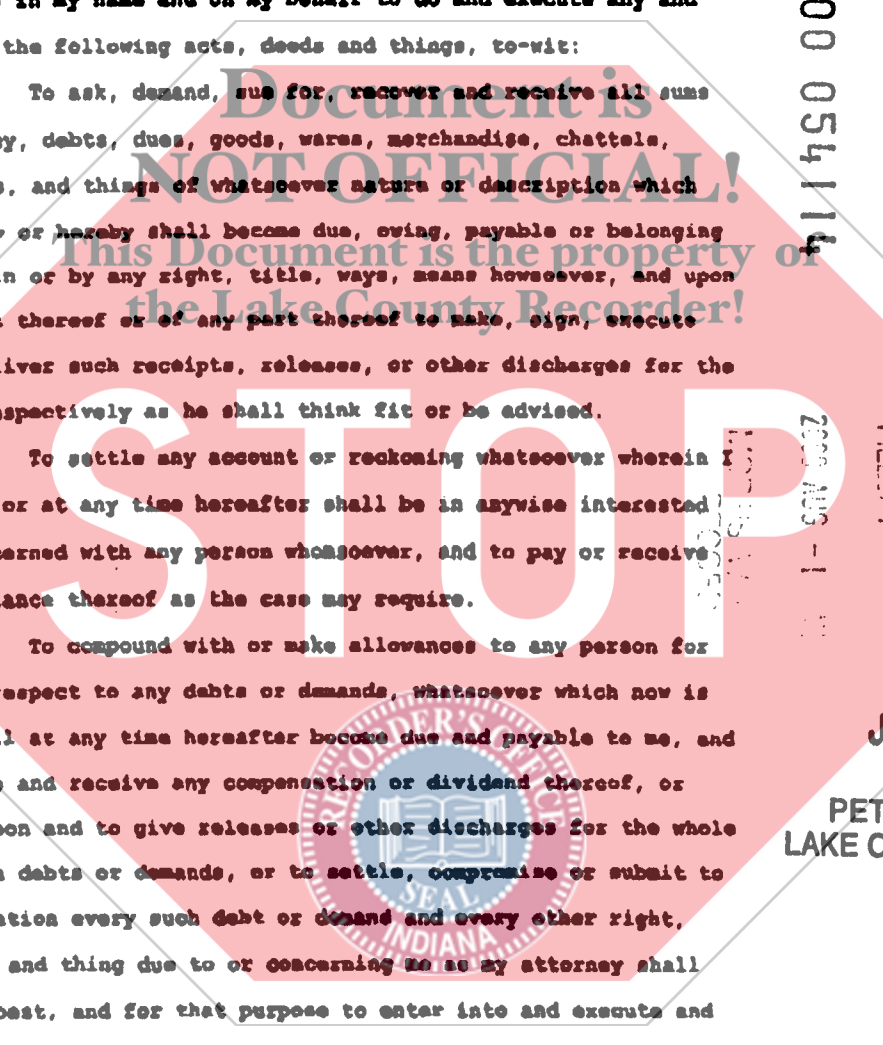 in my name and on my behalf to do and execute any and
the following acts, deeds and things, to-wit:
To ask, demand, sue for, recover and receive all sums
y, debts, dues, goods, wares, merchandise, chattels,
s, and things of whatsoever nature or description which
or hereby shall become due, owing, payable or belonging
n or by any right, title, ways, means howsoever, and upon
t thereof or of any part thereof to make, sign, execute
iver such receipts, releases, or other discharges for the
spectively as he shall think fit or be advised.
To settle any account or reckoning whatsoever wherein I
or at any time hereafter shall be in anywise interested
erned with any person whomsoever, and to pay or receive
ance thereof as the case may require.
To compound with or make allowances to any person for
respect to any debts or demands, whatsoever which now is
l at any time hereafter become due and payable to me, and
and receive any compensation or dividend thereof, or
on and to give releases or other discharges for the whole
debts or demands, or to settle, compromise or submit to
ation every such debt or demand and every other right,
and thing due to or concerning me as my attorney shall
best, and for that purpose to enter into and execute and
Document is
NOT OFFICIAL!
This Document is the property of
the Lake County Recorder!
STOP
RECORDER'S OFFICE
SEAL
INDIANA
00 054114
2002 AUG
PET
LAKE C